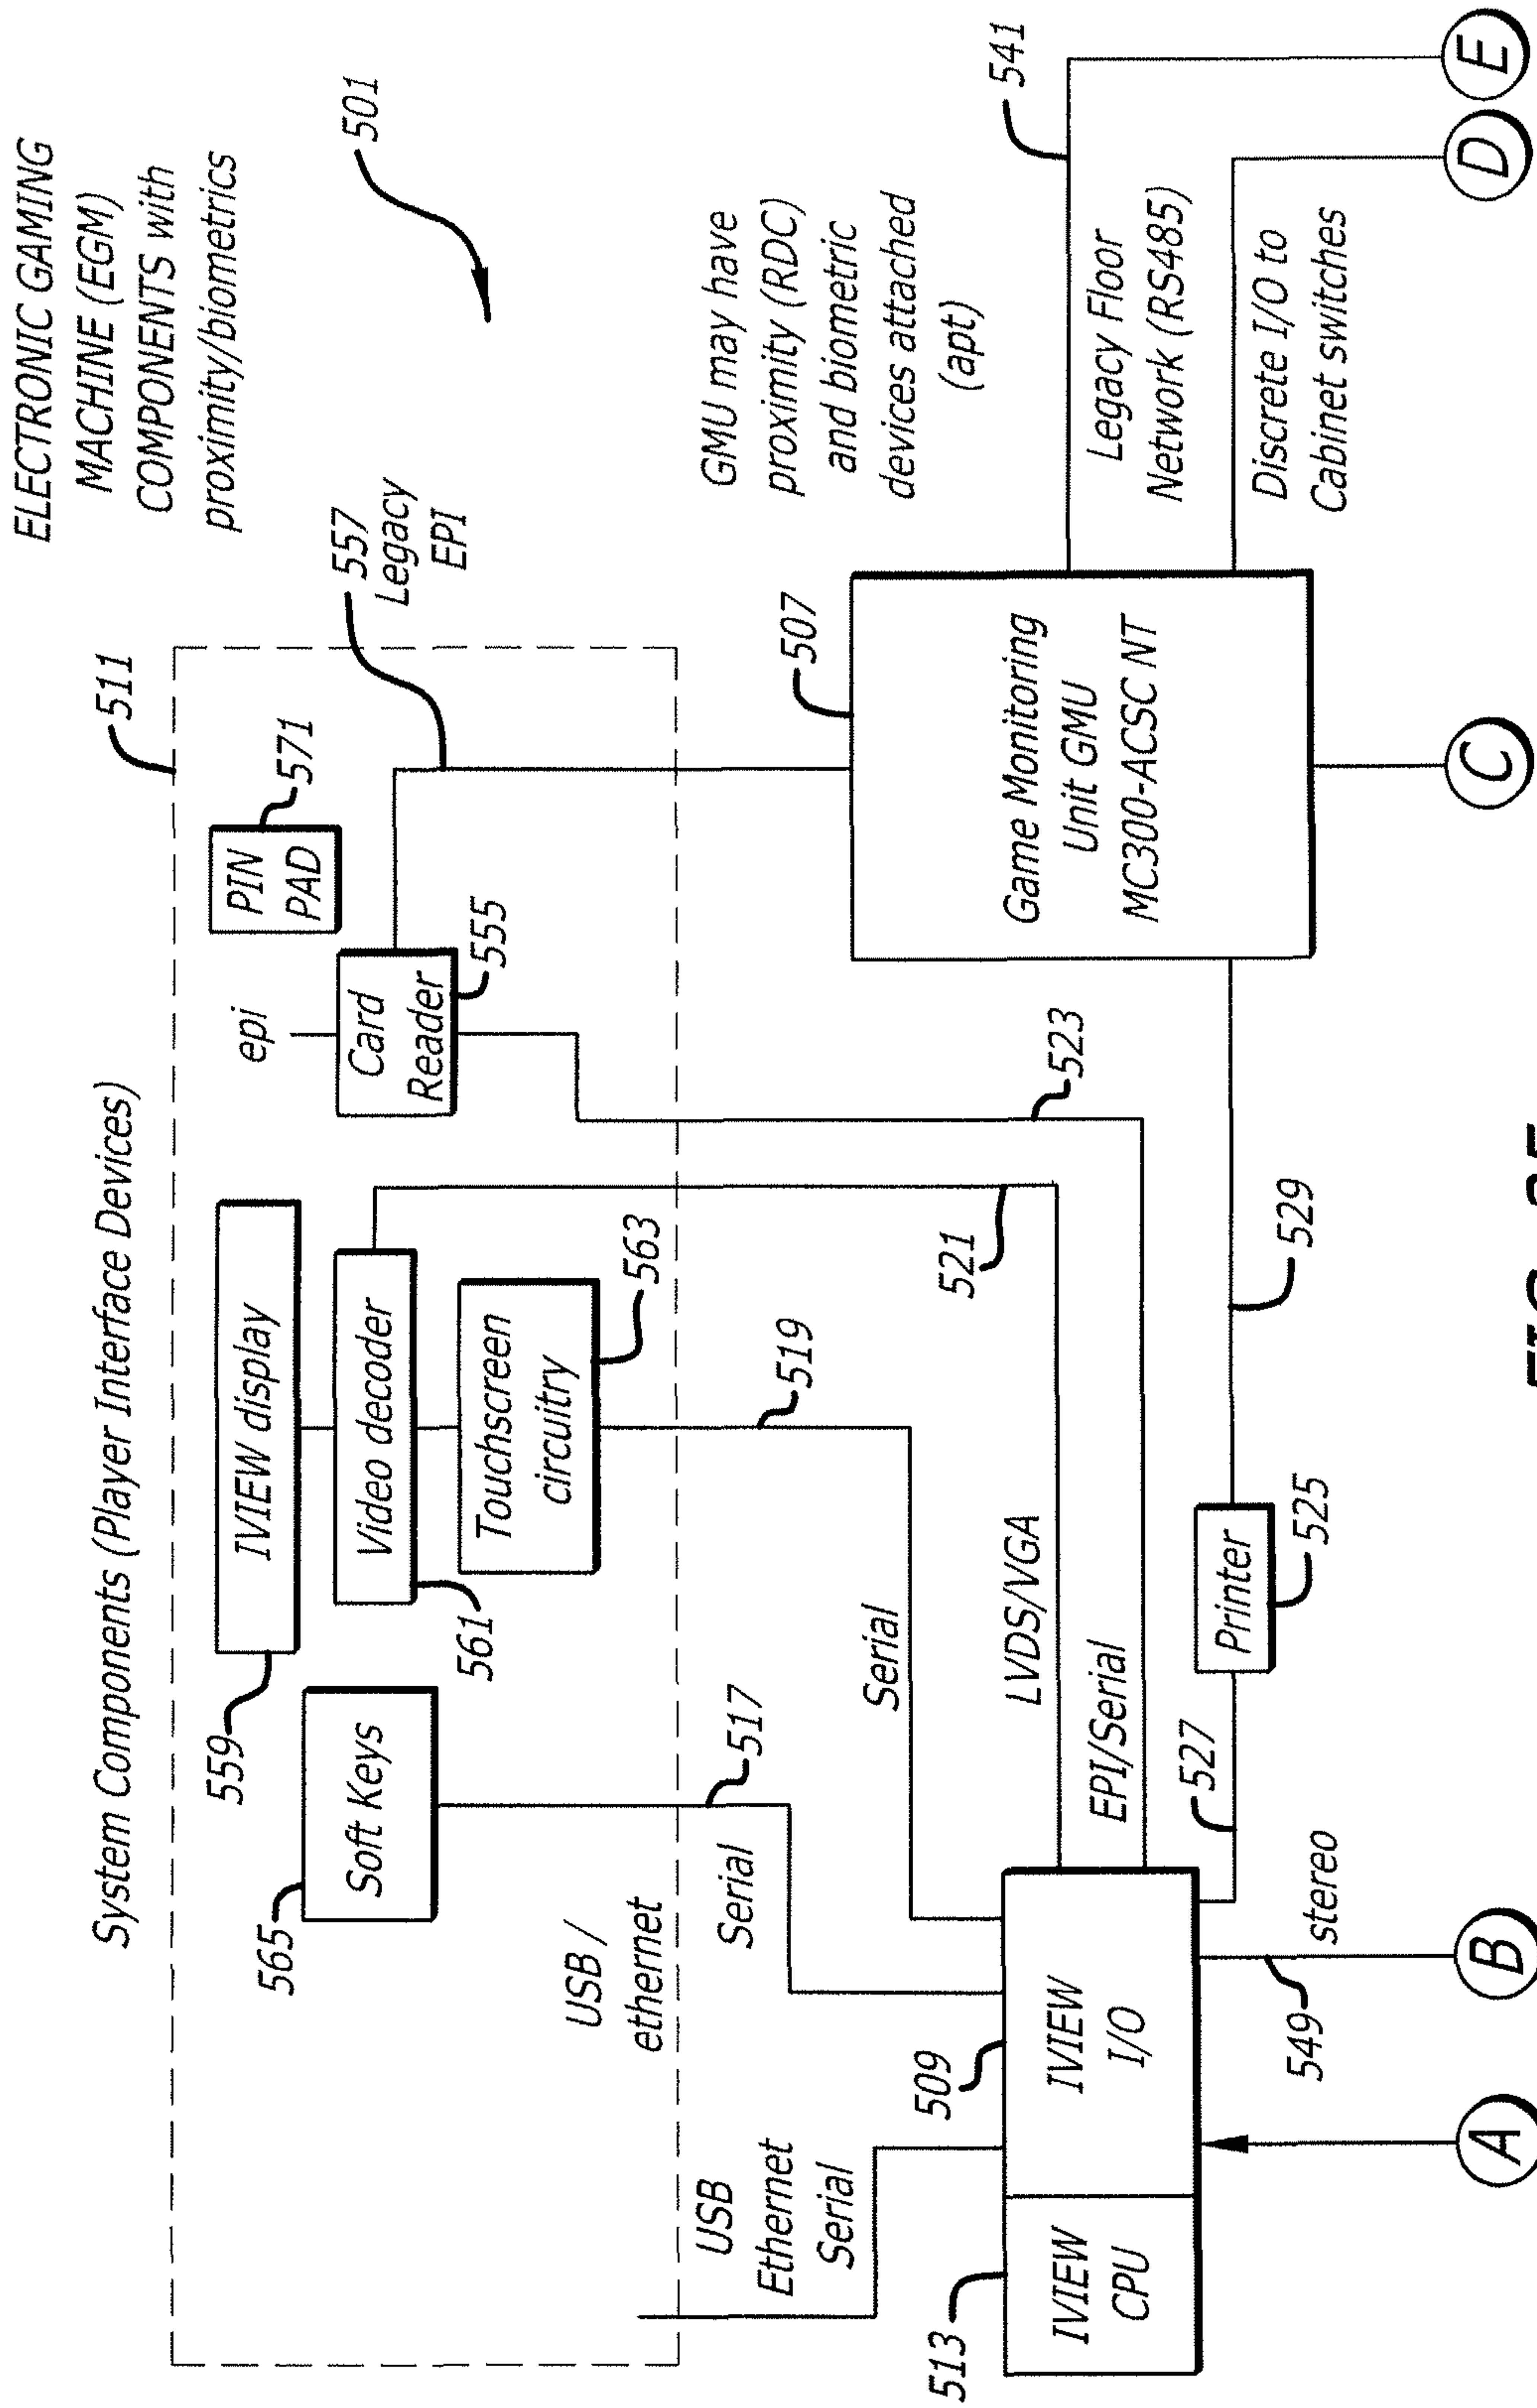 ELECTRONIC GAMING
MACHINE (EGM)
COMPONENTS with
proximity/biometrics
501
System Components (Player Interface Devices)
511
559
IVIEW display
565
Soft Keys
Video decoder
561
Touchscreen
circuitry
563
epi
Card
Reader
555
PIN
PAD
571
557
Legacy
EPI
USB /
ethernet
USB
Ethernet
Serial
Serial
517
Serial
519
521
523
LVDS/VGA
EPI/Serial
GMU may have
proximity (RDC)
and biometric
devices attached
(apt)
507
Game Monitoring
Unit GMU
MC300-ACSC NT
541
Legacy Floor
Network (RS485)
Discrete I/O to
Cabinet switches
513
IVIEW
CPU
509
IVIEW
I/O
527
Printer
525
529
549
stereo
A
B
C
D
E